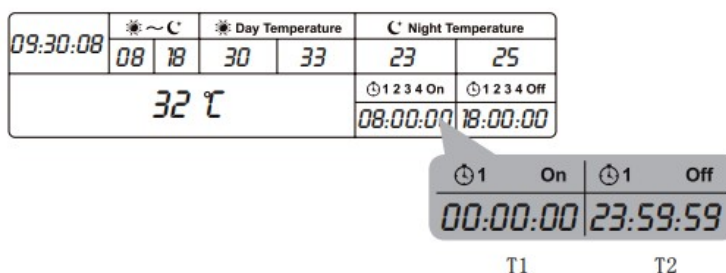 09:30:08 ～ Day Temperature Night Temperature
08 18 30 33 23 25
32 ℃ 1 2 3 4 On 1 2 3 4 Off
08:00:00 18:00:00
1 On 1 Off
00:00:00 23:59:59
T1 T2